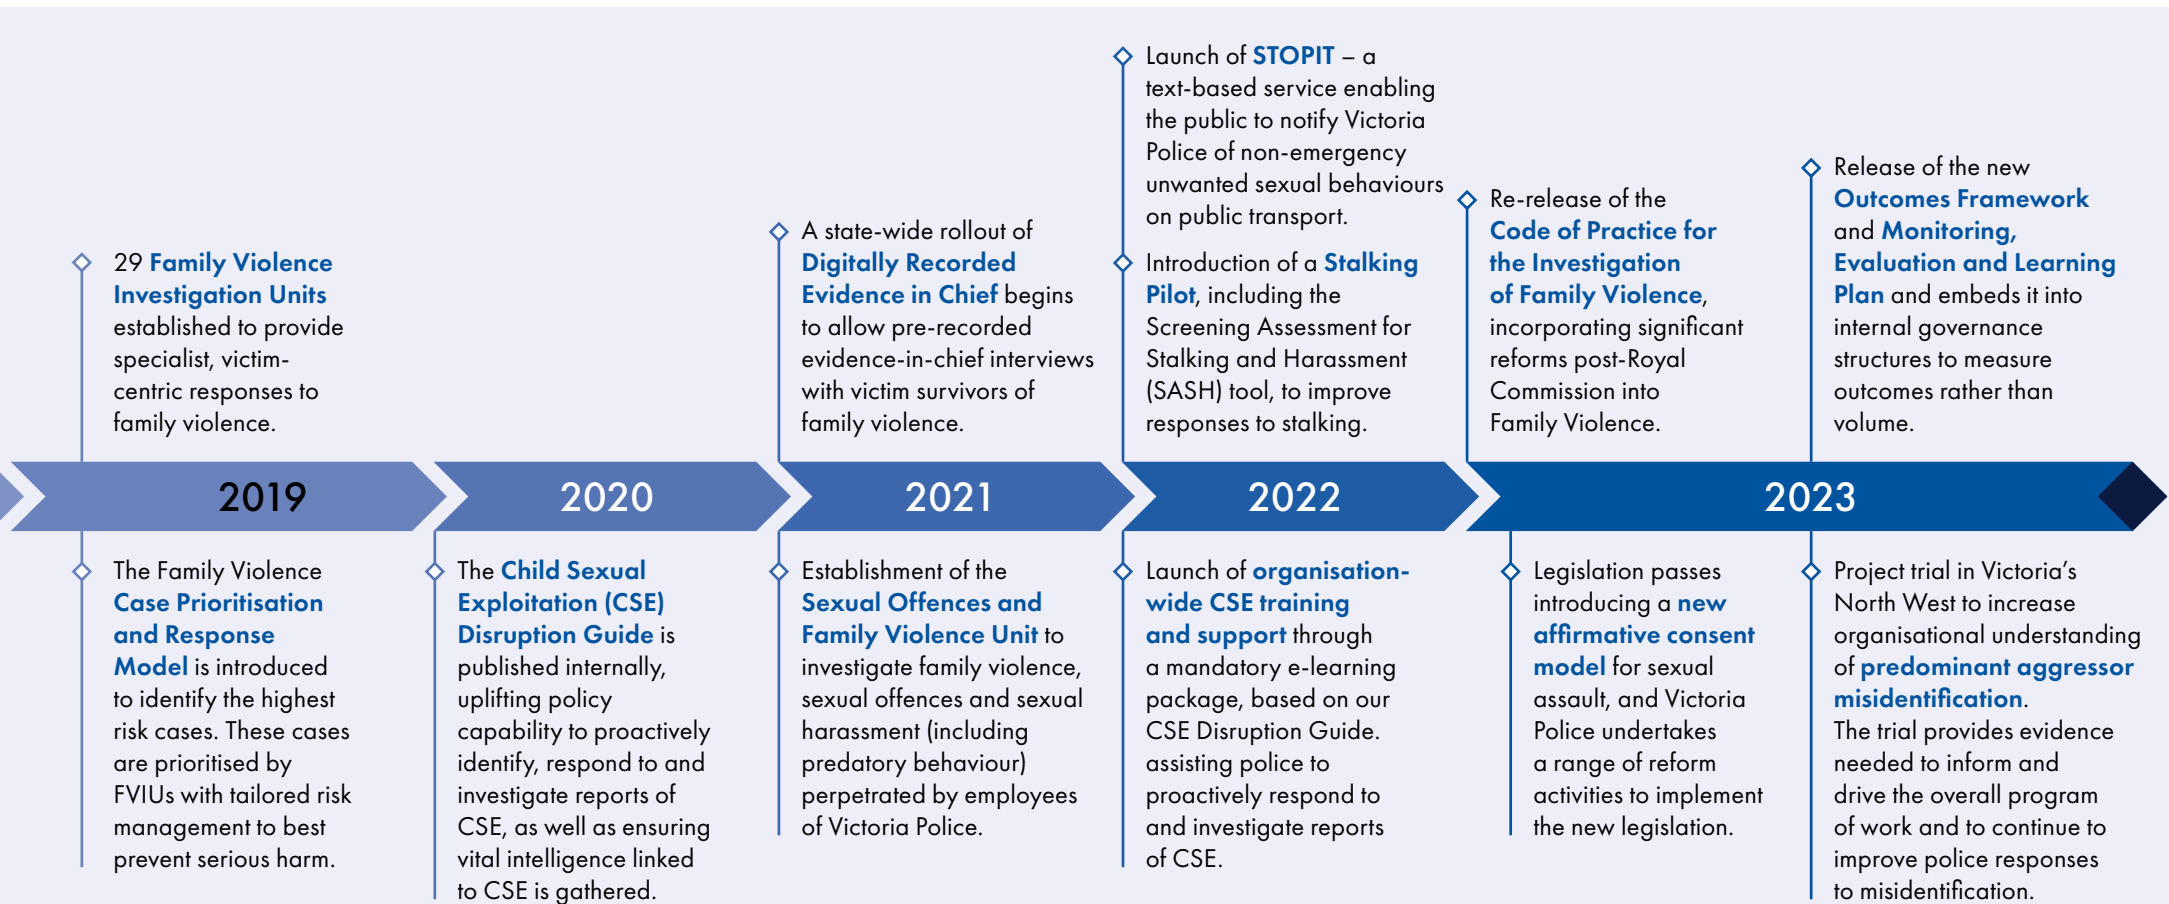 29 Family Violence
Investigation Units
established to provide
specialist, victim-
centric responses to
family violence.
A state-wide rollout of
Digitally Recorded
Evidence in Chief begins
to allow pre-recorded
evidence-in-chief interviews
with victim survivors of
family violence.
Launch of STOPIT – a
text-based service enabling
the public to notify Victoria
Police of non-emergency
unwanted sexual behaviours
on public transport.
Introduction of a Stalking
Pilot, including the
Screening Assessment for
Stalking and Harassment
(SASH) tool, to improve
responses to stalking.
Re-release of the
Code of Practice for
the Investigation
of Family Violence,
incorporating significant
reforms post-Royal
Commission into
Family Violence.
Release of the new
Outcomes Framework
and Monitoring,
Evaluation and Learning
Plan and embeds it into
internal governance
structures to measure
outcomes rather than
volume.
2019
2020
2021
2022
2023
The Family Violence
Case Prioritisation
and Response
Model is introduced
to identify the highest
risk cases. These cases
are prioritised by
FVIUs with tailored risk
management to best
prevent serious harm.
The Child Sexual
Exploitation (CSE)
Disruption Guide is
published internally,
uplifting policy
capability to proactively
identify, respond to and
investigate reports of
CSE, as well as ensuring
vital intelligence linked
to CSE is gathered.
Establishment of the
Sexual Offences and
Family Violence Unit to
investigate family violence,
sexual offences and sexual
harassment (including
predatory behaviour)
perpetrated by employees
of Victoria Police.
Launch of organisation-
wide CSE training
and support through
a mandatory e-learning
package, based on our
CSE Disruption Guide.
assisting police to
proactively respond to
and investigate reports
of CSE.
Legislation passes
introducing a new
affirmative consent
model for sexual
assault, and Victoria
Police undertakes
a range of reform
activities to implement
the new legislation.
Project trial in Victoria’s
North West to increase
organisational understanding
of predominant aggressor
misidentification.
The trial provides evidence
needed to inform and
drive the overall program
of work and to continue to
improve police responses
to misidentification.